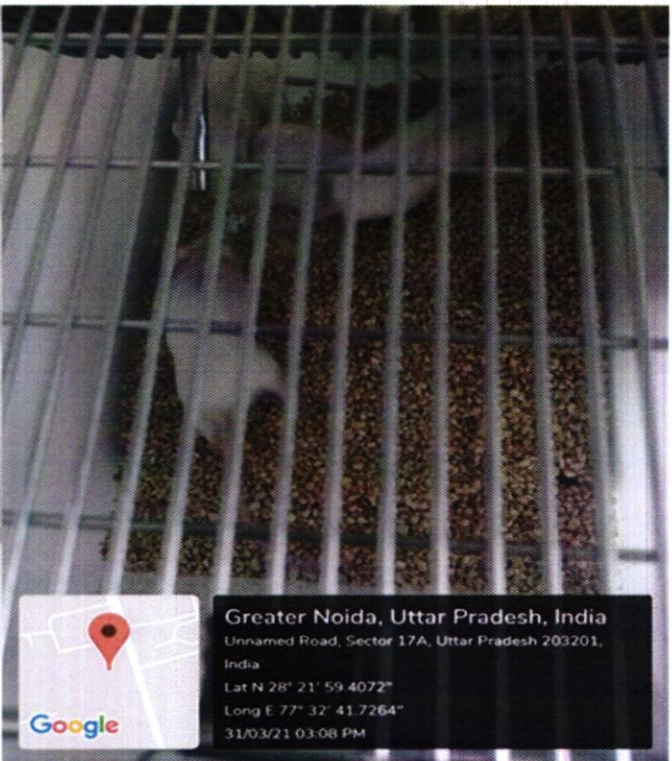 Greater Noida, Uttar Pradesh, India
Unnamed Road, Sector 17A, Uttar Pradesh 203201,
India
Lat N 28° 21' 59.4072"
Long E 77° 32' 41.7264"
31/03/21 03:08 PM
Google